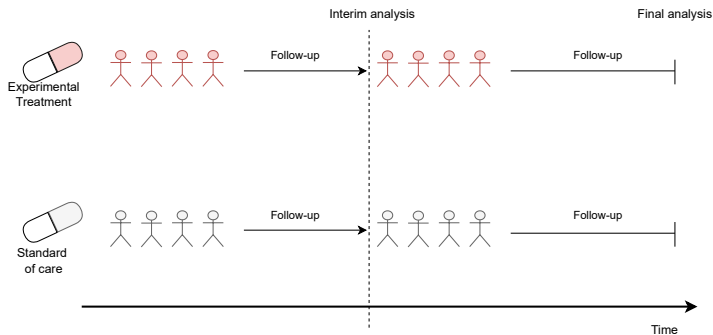 Interim analysis
Final analysis
Follow-up
Follow-up
Experimental
Treatment
Follow-up
Follow-up
Standard
of care
Time